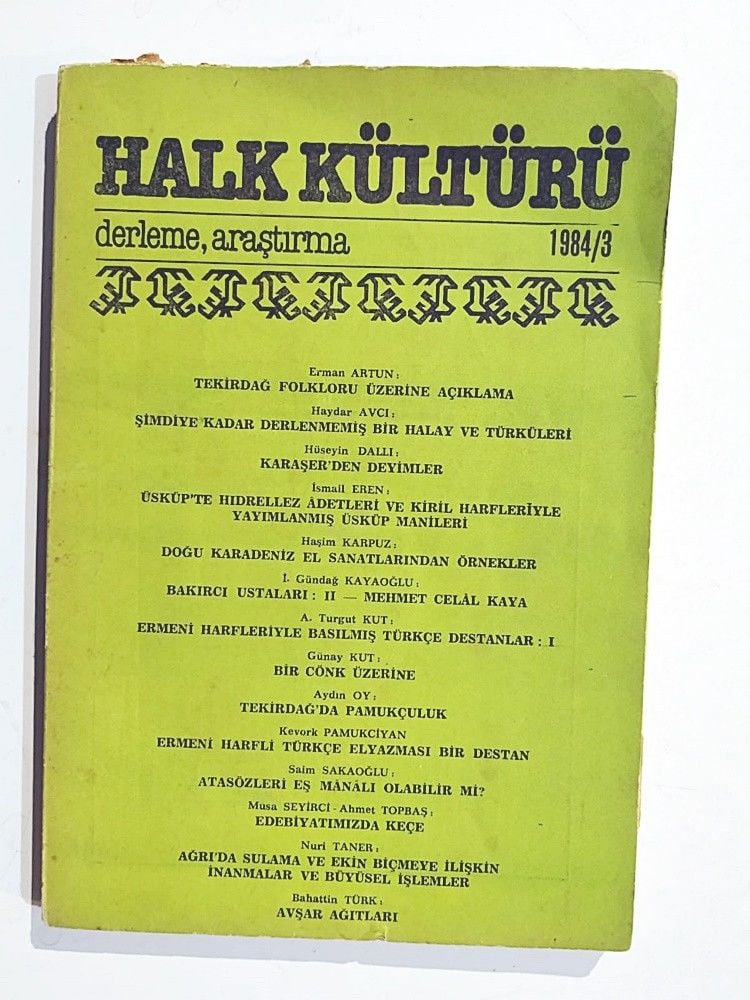 HALK KÜLTÜRÜ
derleme, araştırma 1984/3
Erman ARTUN:
TEKİRDAĞ FOLKLORU ÜZERİNE AÇIKLAMA
Haydar AVCI:
ŞİMDİYE KADAR DERLENMEMİŞ BİR HALAY VE TÜRKÜLERİ
Hüseyin DALLI:
KARAŞER'DEN DEYİMLER
İsmail EREN:
ÜSKÜP'TE HIDRELLEZ ÂDETLERİ VE KİRİL HARFLERİYLE
YAYIMLANMIŞ ÜSKÜP MANİLERİ
Haşim KARPUZ:
DOĞU KARADENİZ EL SANATLARINDAN ÖRNEKLER
İ. Gündağ KAYAOĞLU:
BAKIRCI USTALARI: II — MEHMET CELÂL KAYA
A. Turgut KUT:
ERMENİ HARFLERİYLE BASILMIŞ TÜRKÇE DESTANLAR: I
Günay KUT:
BİR CÖNK ÜZERİNE
Aydın OY:
TEKİRDAĞ'DA PAMUKÇULUK
Kevork PAMUKCİYAN
ERMENİ HARFLİ TÜRKÇE ELYAZMASI BİR DESTAN
Saim SAKAOĞLU:
ATASÖZLERİ EŞ MÂNÂLI OLABİLİR Mİ?
Musa SEYİRCİ - Ahmet TOPBAŞ:
EDEBİYATIMIZDA KEÇE
Nuri TANER:
AĞRI'DA SULAMA VE EKİN BİÇMEYE İLİŞKİN
İNANMALAR VE BÜYÜSEL İŞLEMLER
Bahattin TÜRK:
AVŞAR AĞITLARI